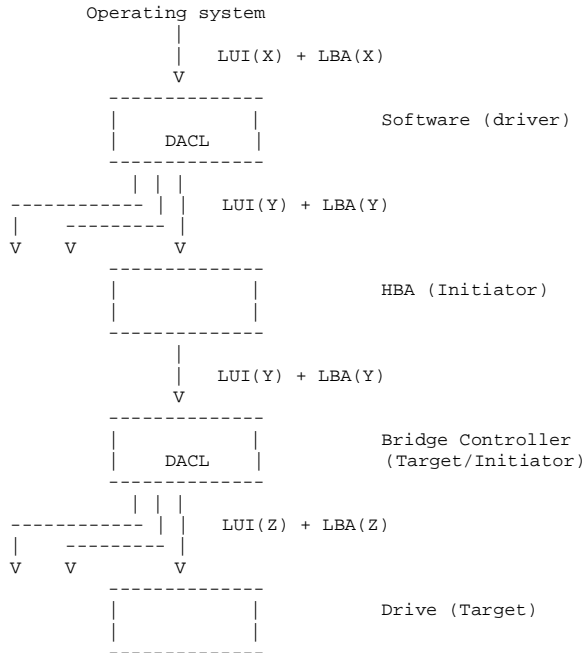 Operating system
LUI(X) + LBA(X)
V
Software (driver)
DACL
LUI(Y) + LBA(Y)
V V V
HBA (Initiator)
LUI(Y) + LBA(Y)
V
Bridge Controller
DACL (Target/Initiator)
LUI(Z) + LBA(Z)
V V V
Drive (Target)